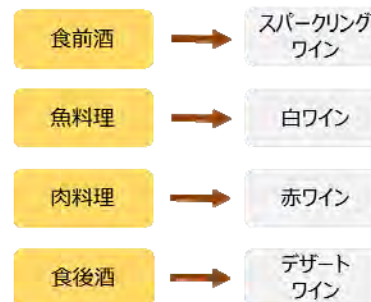 食前酒
スパークリング
ワイン
魚料理
白ワイン
肉料理
赤ワイン
食後酒
デザート
ワイン